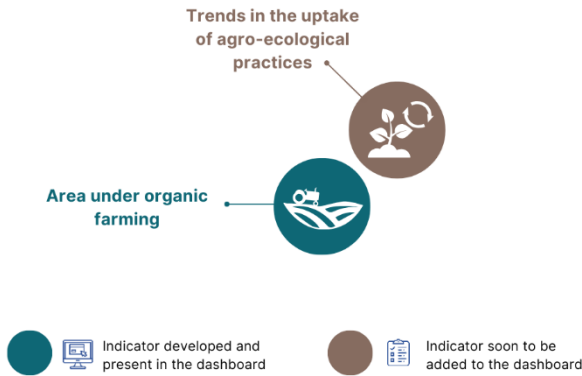 Trends in the uptake
of agro-ecological
practices
Area under organic
farming
Indicator developed and
present in the dashboard
Indicator soon to be
added to the dashboard